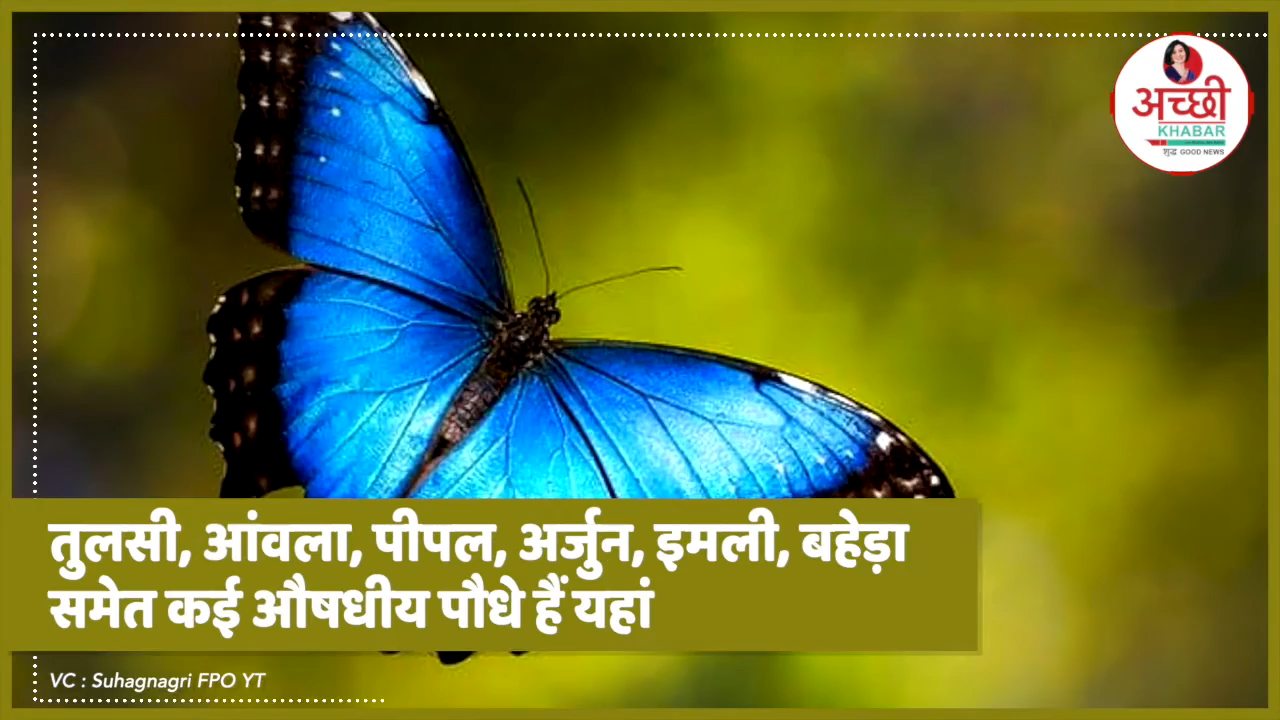 अच्छी
KHABAR
शुद्ध GOOD NEWS
तुलसी, आंवला, पीपल, अर्जुन, इमली, बहेड़ा
समेत कई औषधीय पौधे हैं यहां
VC : Suhagnagri FPO YT